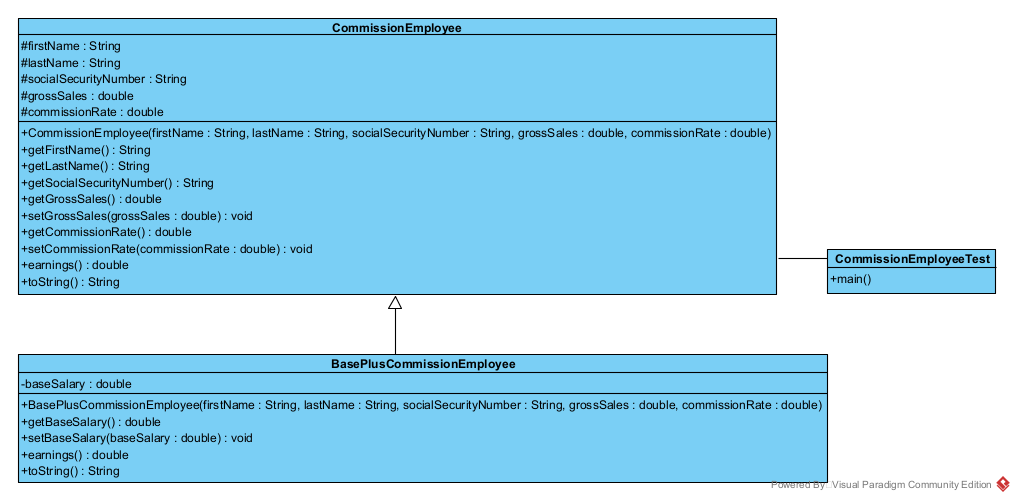 CommissionEmployee
#firstName : String
#lastName : String
#socialSecurityNumber : String
#grossSales : double
#commissionRate : double
+CommissionEmployee(firstName : String, lastName : String, socialSecurityNumber : String, grossSales : double, commissionRate : double)
+getFirstName() : String
+getLastName() : String
+getSocialSecurityNumber() : String
+getGrossSales() : double
+setGrossSales(grossSales : double) : void
+getCommissionRate() : double
+setCommissionRate(commissionRate : double) : void
+earnings() : double
+toString() : String
CommissionEmployeeTest
+main()
BasePlusCommissionEmployee
-baseSalary : double
+BasePlusCommissionEmployee(firstName : String, lastName : String, socialSecurityNumber : String, grossSales : double, commissionRate : double)
+getBaseSalary() : double
+setBaseSalary(baseSalary : double) : void
+earnings() : double
+toString() : String
Powered By: Visual Paradigm Community Edition